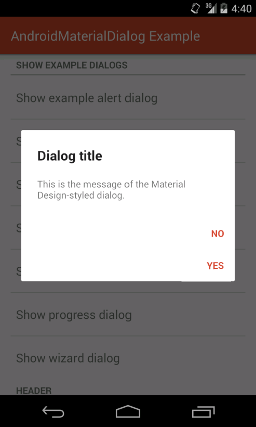 3G 4:40
AndroidMaterialDialog Example
SHOW EXAMPLE DIALOGS
Show example alert dialog
Dialog title
This is the message of the Material
Design-styled dialog.
NO
YES
Show progress dialog
Show wizard dialog
HEADER